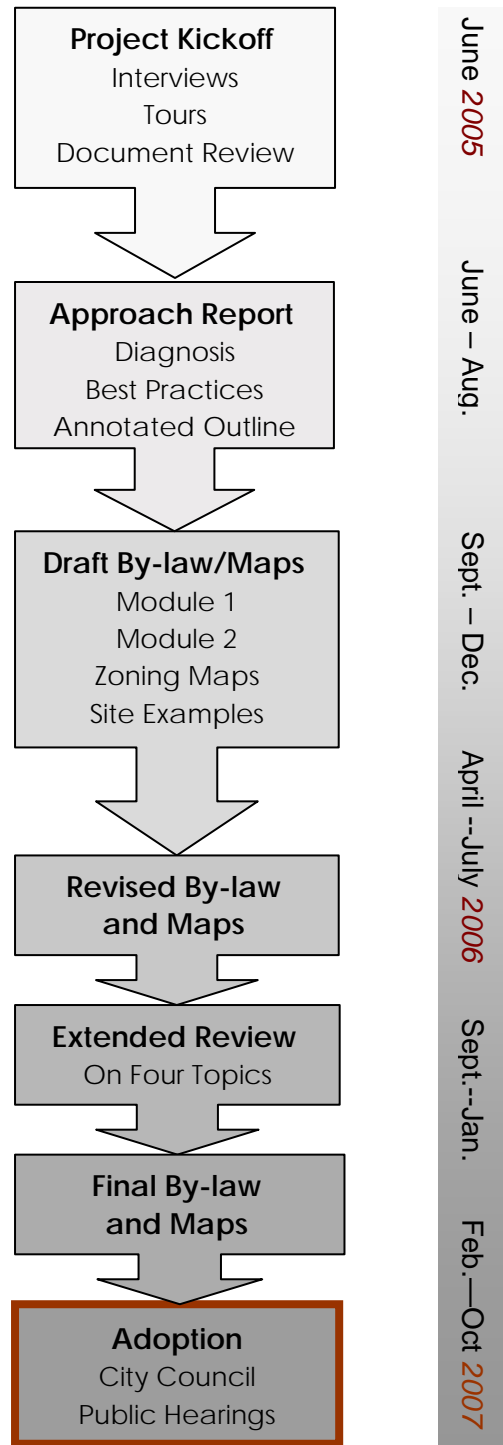 Project Kickoff
Interviews
Tours
Document Review
June 2005
Approach Report
Diagnosis
Best Practices
Annotated Outline
June – Aug.
Draft By-law/Maps
Module 1
Module 2
Zoning Maps
Site Examples
Sept. – Dec.
Revised By-law
and Maps
April --July 2006
Extended Review
On Four Topics
Sept.--Jan.
Final By-law
and Maps
Adoption
City Council
Public Hearings
Feb.—Oct 2007